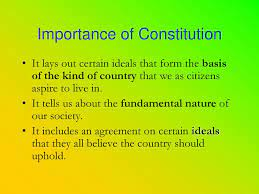 Importance of Constitution
• It lays out certain ideals that form the basis
of the kind of country that we as citizens
aspire to live in.
• It tells us about the fundamental nature of
our society.
• It includes an agreement on certain ideals
that they all believe the country should
uphold.